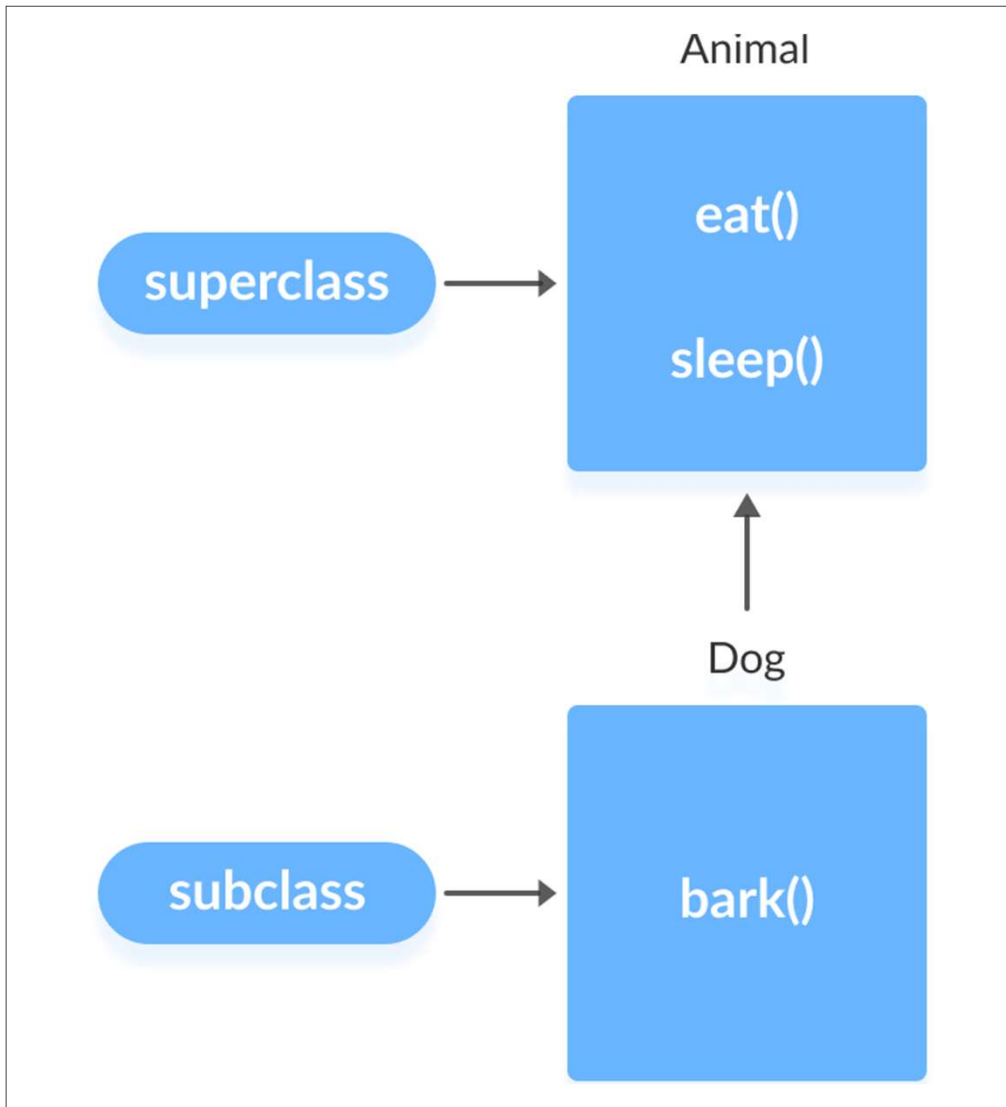 Animal
eat()
superclass
sleep()
Dog
subclass
bark()